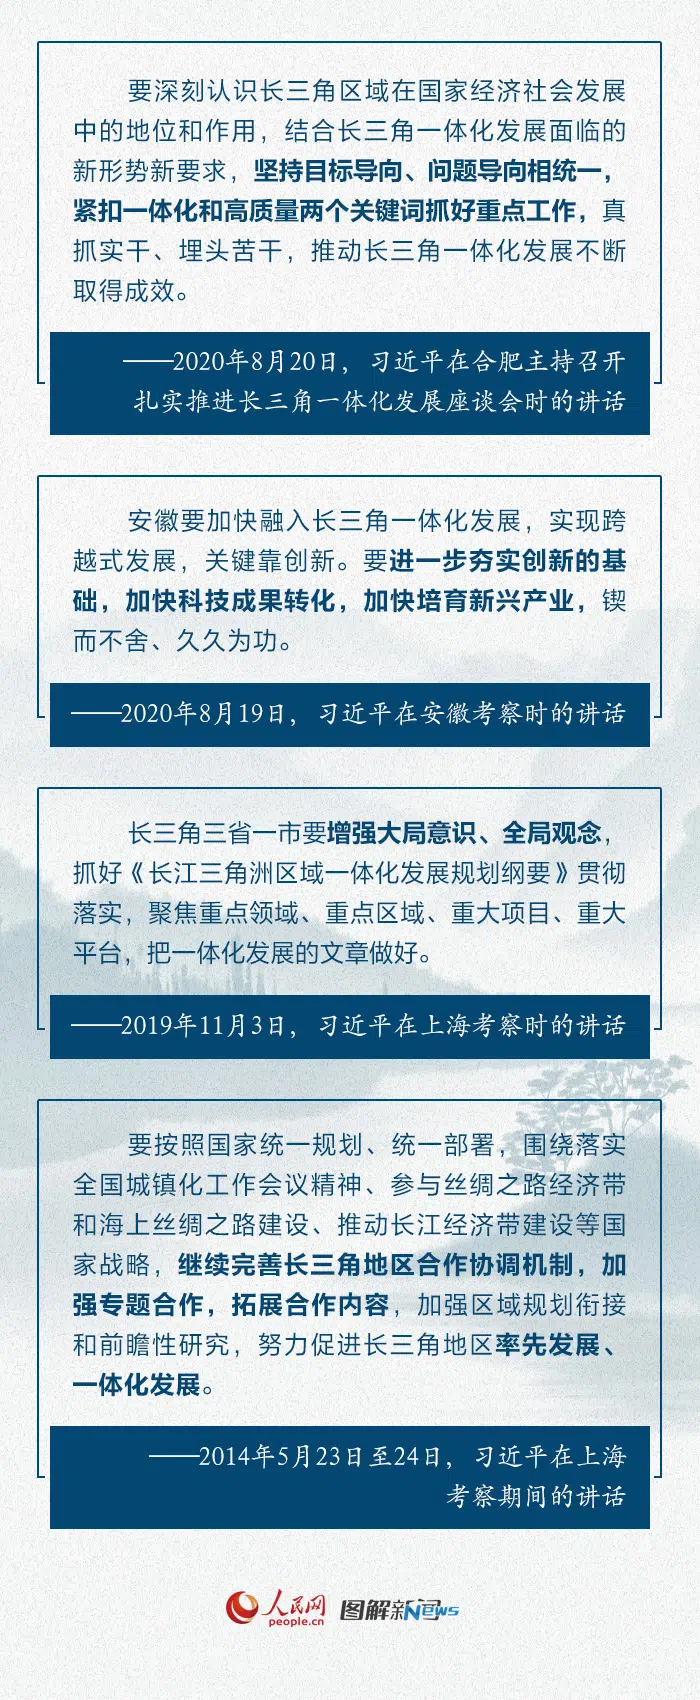 要深刻认识长三角区域在国家经济社会发展
中的地位和作用，结合长三角一体化发展面临的
新形势新要求，坚持目标导向、问题导向相统一，
紧扣一体化和高质量两个关键词抓好重点工作，真
抓实干、埋头苦干，推动长三角一体化发展不断
取得成效。
——2020年8月20日，习近平在合肥主持召开
扎实推进长三角一体化发展座谈会时的讲话
安徽要加快融入长三角一体化发展，实现跨
越式发展，关键靠创新。要进一步夯实创新的基
础，加快科技成果转化，加快培育新兴产业，锲
而不舍、久久为功。
——2020年8月19日，习近平在安徽考察时的讲话
长三角三省一市要增强大局意识、全局观念，
抓好《长江三角洲区域一体化发展规划纲要》贯彻
落实，聚焦重点领域、重点区域、重大项目、重大
平台，把一体化发展的文章做好。
——2019年11月3日，习近平在上海考察时的讲话
要按照国家统一规划、统一部署，围绕落实
全国城镇化工作会议精神、参与丝绸之路经济带
和海上丝绸之路建设、推动长江经济带建设等国
家战略，继续完善长三角地区合作协调机制，加
强专题合作，拓展合作内容，加强区域规划衔接
和前瞻性研究，努力促进长三角地区率先发展、
一体化发展。
——2014年5月23日至24日，习近平在上海
考察期间的讲话
人民网 图解新闻News
people.cn